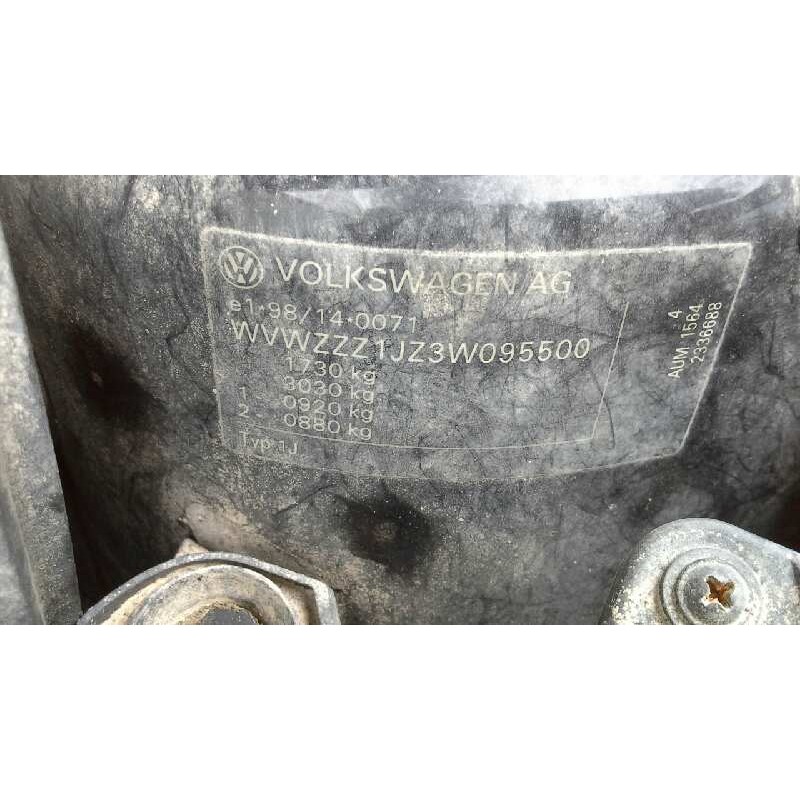 VOLKSWAGEN AG
e1*98/14*0071
WVWZZZ1JZ3W095500
1730 kg
3030 kg
1 - 0920 kg
2 - 0880 kg
Typ 1J
4
AUM 1564
2336688